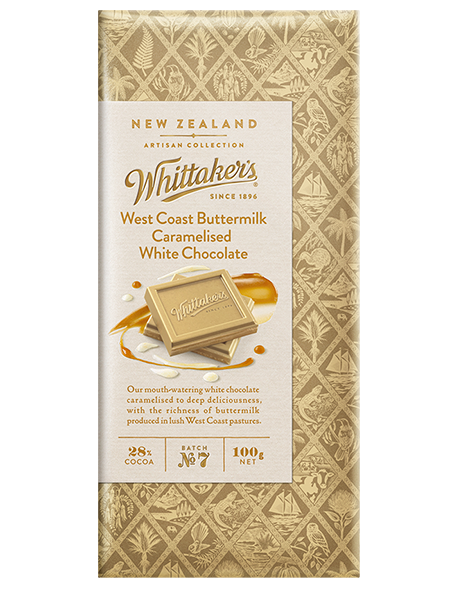 NEW ZEALAND
ARTISAN COLLECTION
Whittaker's®
SINCE 1896
West Coast Buttermilk
Caramelised
White Chocolate
Whittaker's
Our mouth-watering white chocolate
caramelised to deep deliciousness,
with the richness of buttermilk
produced in lush West Coast pastures.
28% COCOA
BATCH No 7
100g NET